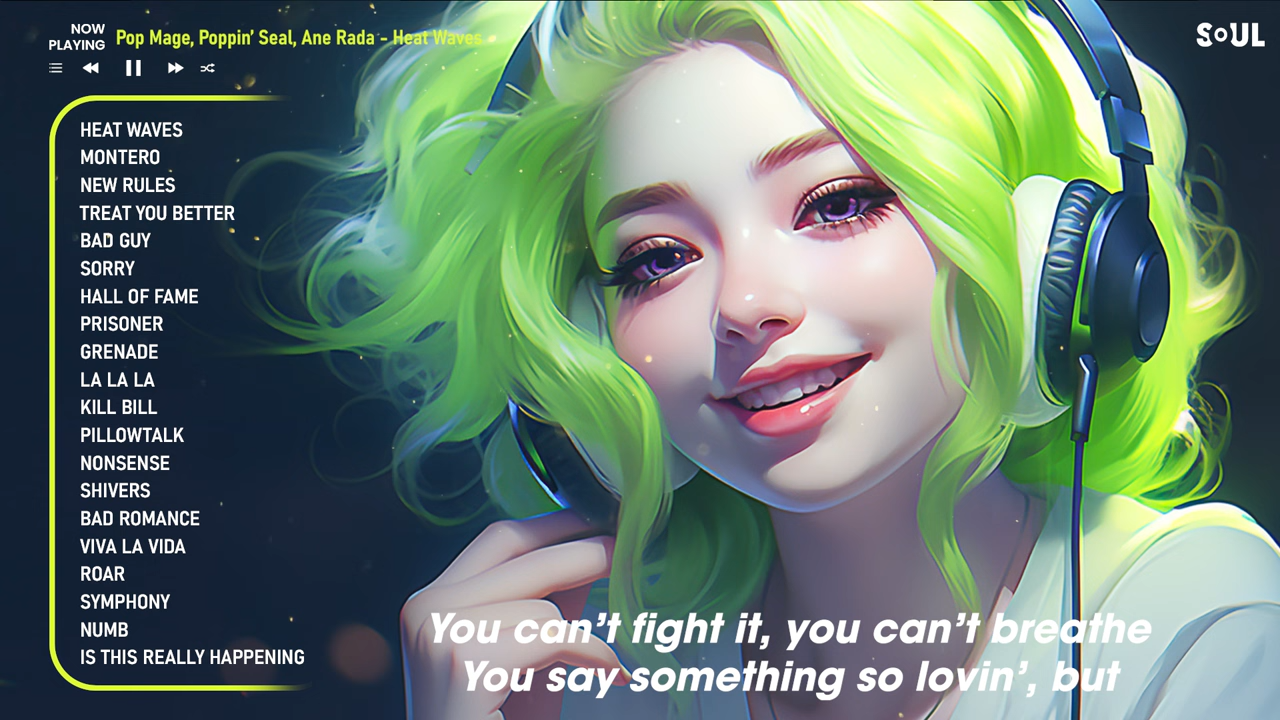 NOW
PLAYING
Pop Mage, Poppin' Seal, Ane Rada - Heat Waves
SOUL
HEAT WAVES
MONTERO
NEW RULES
TREAT YOU BETTER
BAD GUY
SORRY
HALL OF FAME
PRISONER
GRENADE
LA LA LA
KILL BILL
PILLOWTALK
NONSENSE
SHIVERS
BAD ROMANCE
VIVA LA VIDA
ROAR
SYMPHONY
NUMB
IS THIS REALLY HAPPENING
You can't fight it, you can't breathe
You say something so lovin', but